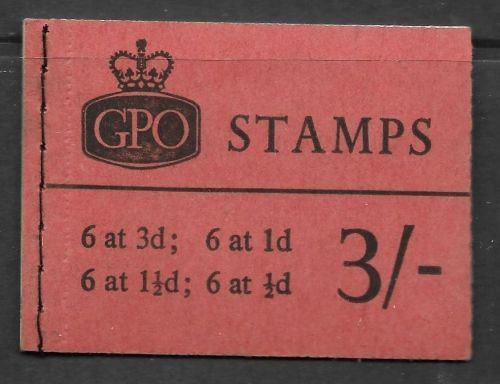 GPO
STAMPS
6 at 3d; 6 at 1d
6 at 1½d; 6 at ½d
3/-